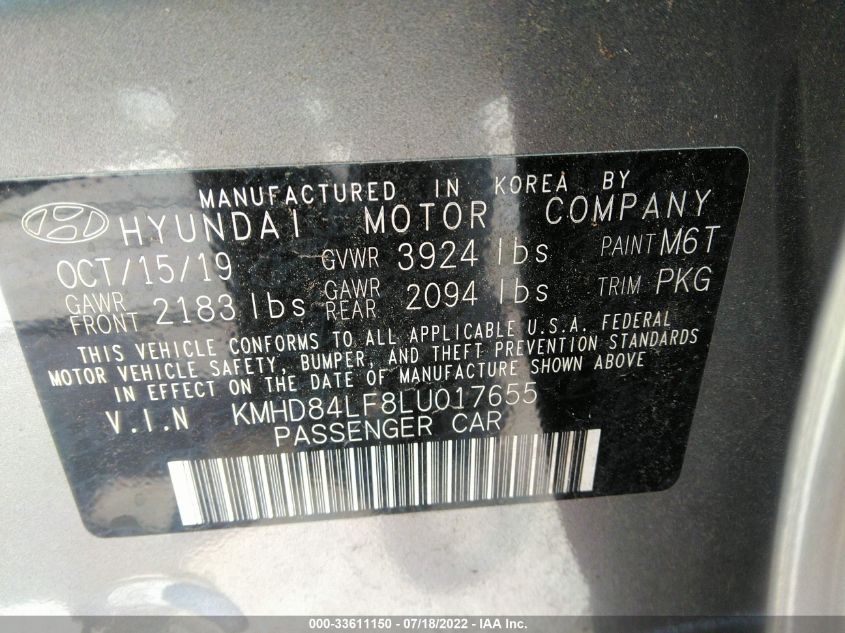 MANUFACTURED IN KOREA BY
HYUNDAI MOTOR COMPANY
OCT/15/19 GVWR 3924 lbs PAINT M6T
GAWR FRONT 2183 lbs GAWR REAR 2094 lbs TRIM PKG
THIS VEHICLE CONFORMS TO ALL APPLICABLE U.S.A. FEDERAL
MOTOR VEHICLE SAFETY, BUMPER, AND THEFT PREVENTION STANDARDS
IN EFFECT ON THE DATE OF MANUFACTURE SHOWN ABOVE
V.I.N KMHD84LF8LU017655
PASSENGER CAR
000-33611150 - 07/18/2022 - IAA Inc.